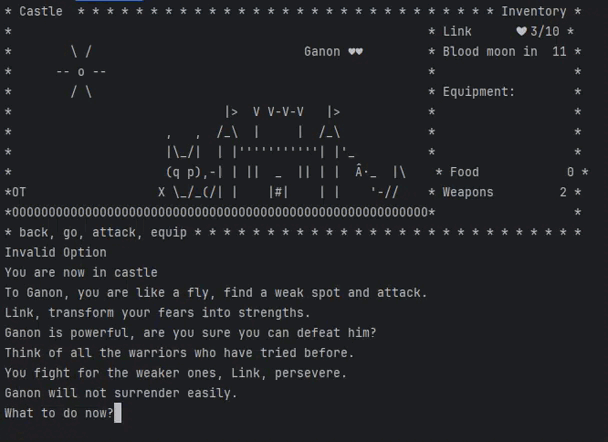 * Castle * * * * * * * * * * * * * * * * * * * * * * * * * * * * * Inventory *
* * Link ♥ 3/10 *
* \ / Ganon ♥♥ * Blood moon in 11 *
* -- o -- * *
* / \ * Equipment: *
* |> V V-V-V |> * *
* , , /_\ | | /_\ * *
* |\_/| | |'''''''''''| |'_ * *
* (q p),-| | || _ || | | Â·_ |\ * Food 0 *
*OT X \_/_(/| | |#| | | '-// * Weapons 2 *
*OOOOOOOOOOOOOOOOOOOOOOOOOOOOOOOOOOOOOOOOOOOOOOOOOOOOOOOOO* *
* back, go, attack, equip * * * * * * * * * * * * * * * * * * * * * * * * * * *
Invalid Option
You are now in castle
To Ganon, you are like a fly, find a weak spot and attack.
Link, transform your fears into strengths.
Ganon is powerful, are you sure you can defeat him?
Think of all the warriors who have tried before.
You fight for the weaker ones, Link, persevere.
Ganon will not surrender easily.
What to do now?